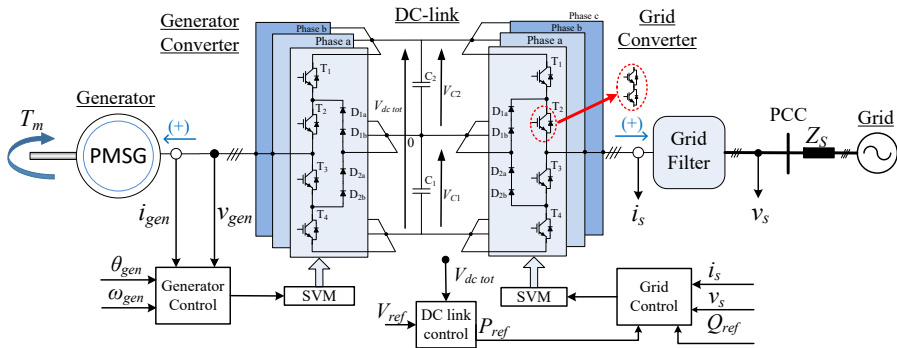 Generator
Converter
DC-link
Grid
Converter
Phase b
Phase a
Phase c
Phase b
Phase a
T1
T2
T3
T4
D1a
D1b
D2a
D2b
Vdc tot
C2
VC2
0
C1
VC1
T1
T2
T3
T4
D1a
D1b
D2a
D2b
Generator
Tm
PMSG
(+)
igen
vgen
(+)
is
Grid
Filter
PCC
ZS
Grid
vs
θgen
ωgen
Generator
Control
SVM
Vdc tot
Vref
DC link
control
Pref
SVM
Grid
Control
is
vs
Qref